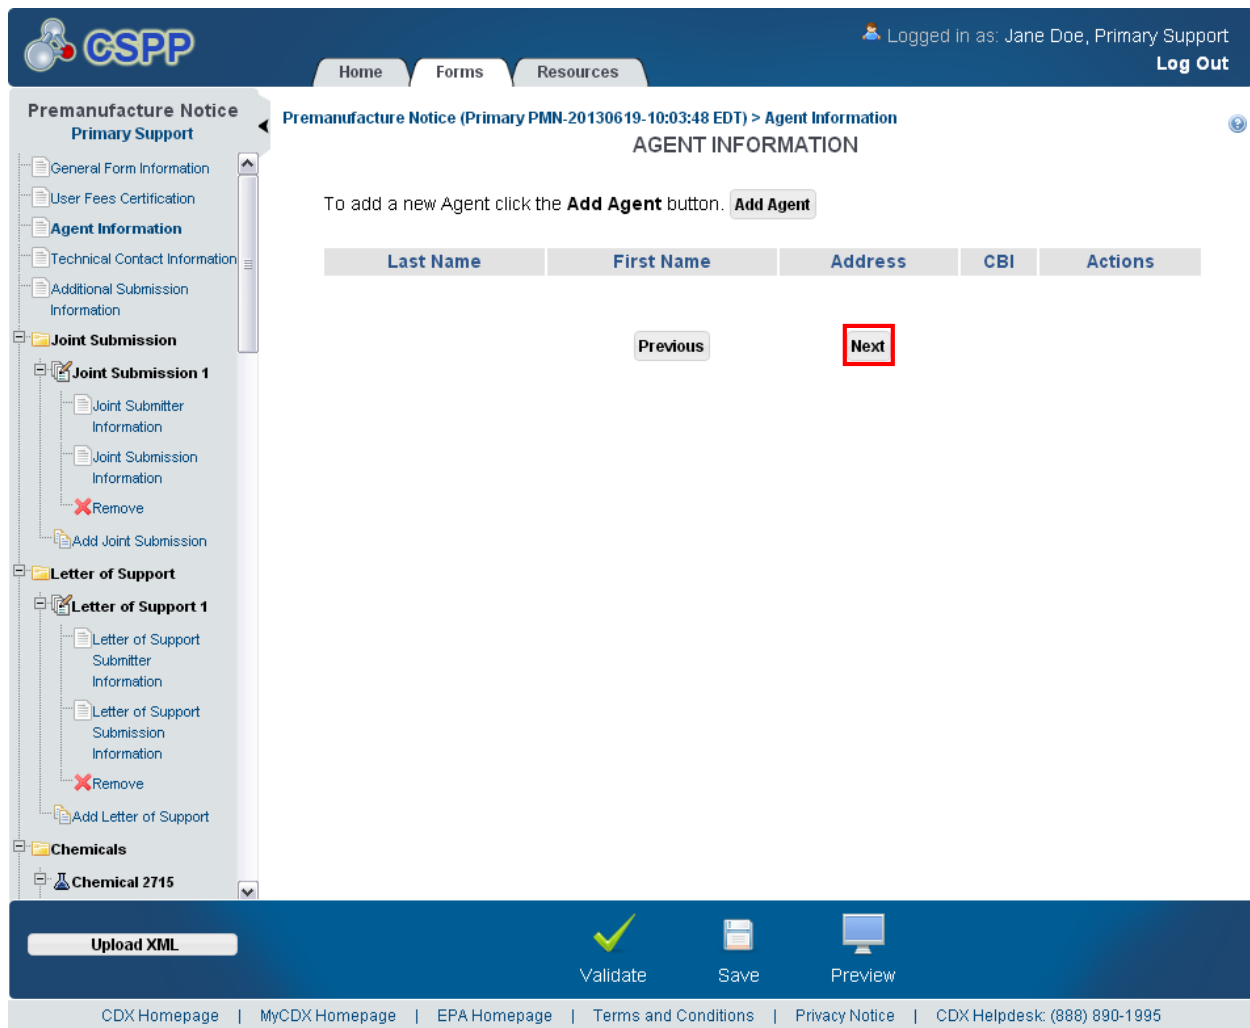 CSPP
Logged in as: Jane Doe, Primary Support
Log Out
Home
Forms
Resources
Premanufacture Notice
Primary Support
General Form Information
User Fees Certification
Agent Information
Technical Contact Information
Additional Submission
Information
Joint Submission
Joint Submission 1
Joint Submitter
Information
Joint Submission
Information
Remove
Add Joint Submission
Letter of Support
Letter of Support 1
Letter of Support
Submitter
Information
Letter of Support
Submission
Information
Remove
Add Letter of Support
Chemicals
Chemical 2715
Premanufacture Notice (Primary PMN-20130619-10:03:48 EDT) > Agent Information
AGENT INFORMATION
To add a new Agent click the Add Agent button. Add Agent
Last Name First Name Address CBI Actions
Previous Next
Upload XML
Validate Save Preview
CDX Homepage | MyCDX Homepage | EPA Homepage | Terms and Conditions | Privacy Notice | CDX Helpdesk: (888) 890-1995